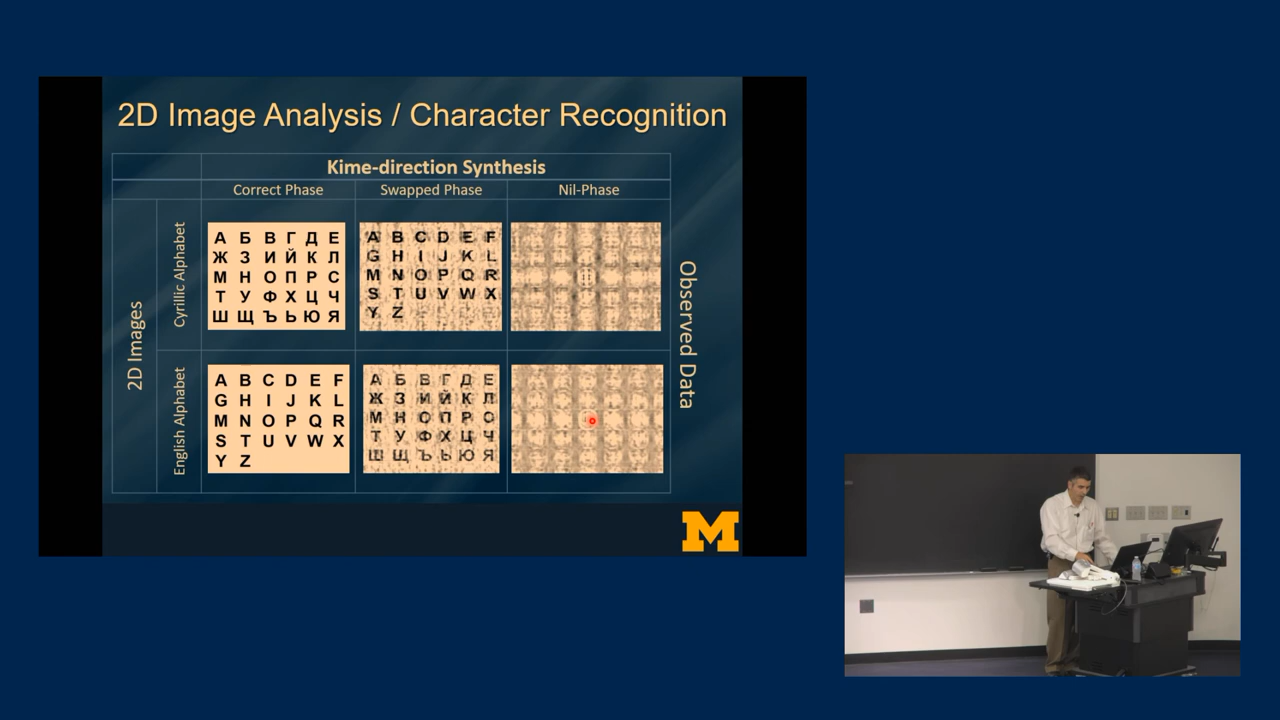 2D Image Analysis / Character Recognition
Kime-direction Synthesis
Correct Phase
Swapped Phase
Nil-Phase
2D Images
Cyrillic Alphabet
А Б В Г Д Е
Ж З И Й К Л
М Н О П Р С
Т У Ф Х Ц Ч
Ш Щ Ъ Ь Ю Я
A B C D E F
G H I J K L
M N O P Q R
S T U V W X
Y Z
English Alphabet
A B C D E F
G H I J K L
M N O P Q R
S T U V W X
Y Z
А Б В Г Д Е
Ж З И Й К Л
М Н О П Р С
Т У Ф Х Ц Ч
Ш Щ Ъ Ь Ю Я
Observed Data
M